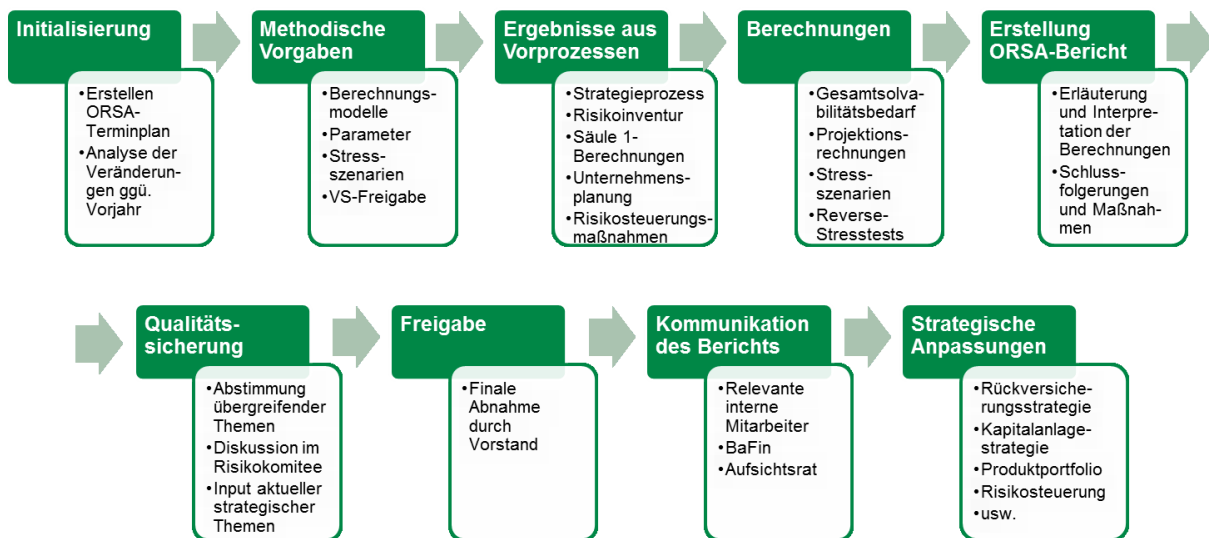 Initialisierung
•Erstellen
ORSA-
Terminplan
•Analyse der
Veränderun-
gen ggü.
Vorjahr
Methodische
Vorgaben
•Berechnungs-
modelle
•Parameter
•Stress-
szenarien
•VS-Freigabe
Ergebnisse aus
Vorprozessen
•Strategieprozess
•Risikoinventur
•Säule 1-
Berechnungen
•Unternehmens-
planung
•Risikosteuerungs-
maßnahmen
Berechnungen
•Gesamtsolva-
bilitätsbedarf
•Projektions-
rechnungen
•Stress-
szenarien
•Reverse-
Stresstests
Erstellung
ORSA-Bericht
•Erläuterung
und Interpre-
tation der
Berechnungen
•Schluss-
folgerungen
und Maßnah-
men
Qualitäts-
sicherung
•Abstimmung
übergreifender
Themen
•Diskussion im
Risikokomitee
•Input aktueller
strategischer
Themen
Freigabe
•Finale
Abnahme
durch
Vorstand
Kommunikation
des Berichts
•Relevante
interne
Mitarbeiter
•BaFin
•Aufsichtsrat
Strategische
Anpassungen
•Rückversiche-
rungsstrategie
•Kapitalanlage-
strategie
•Produktportfolio
•Risikosteuerung
•usw.